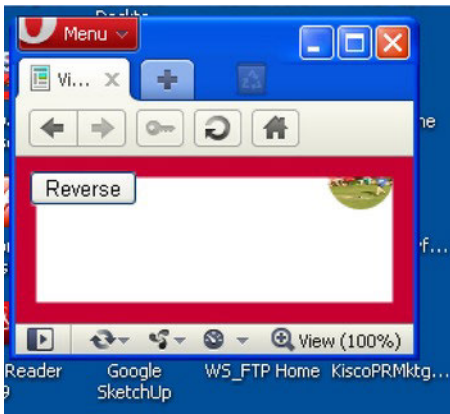 Menu
Vi...
Reverse
View (100%)
Reader
Google
SketchUp
WS_FTP Home
KiscoPRMktg...